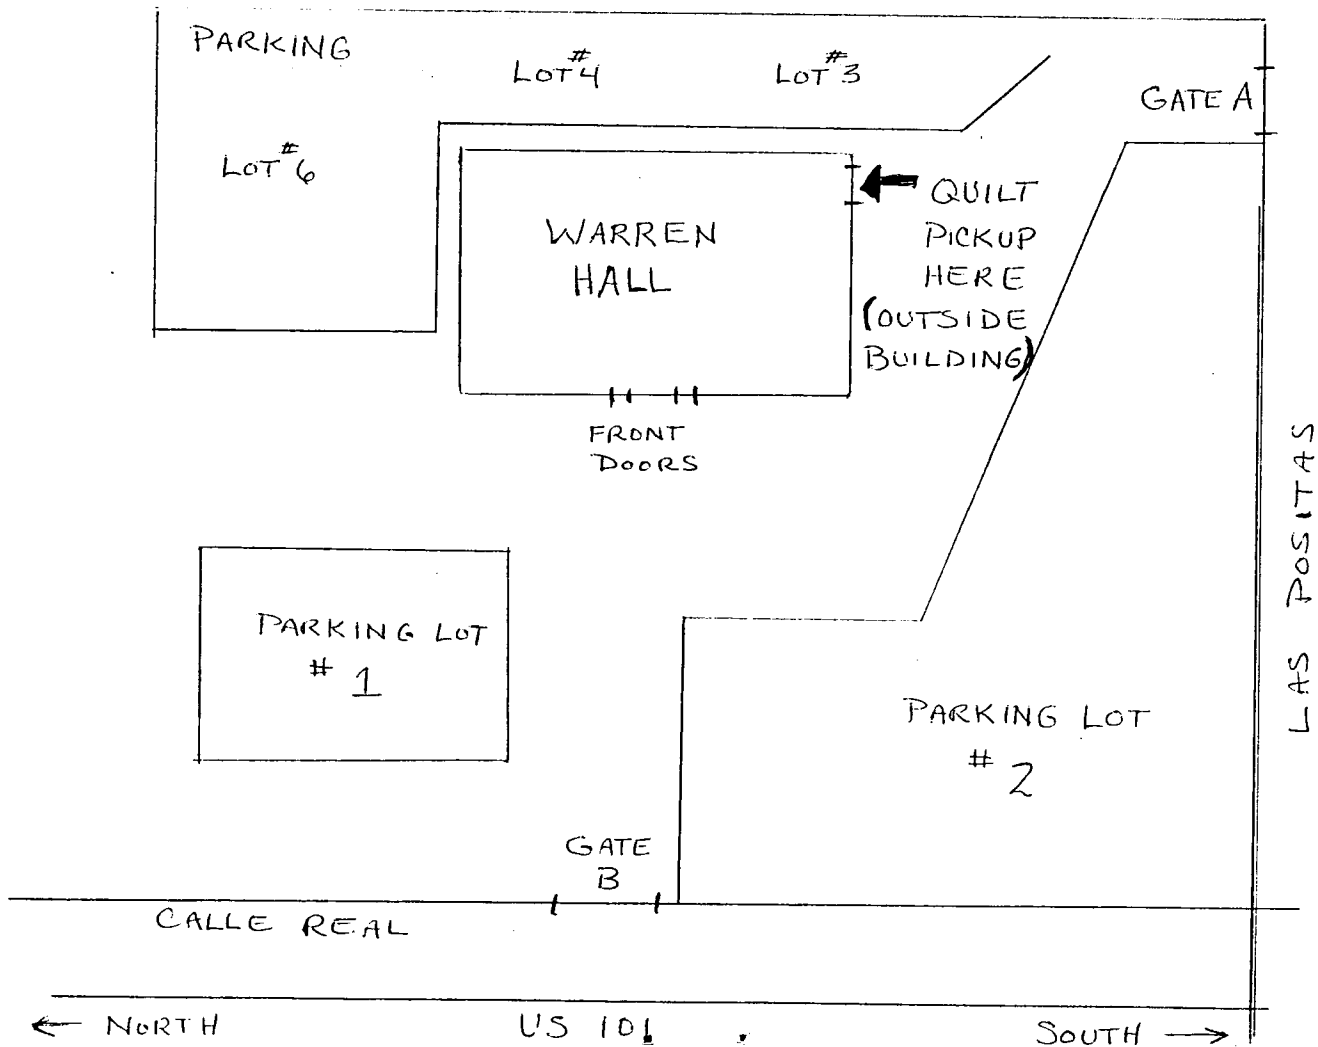 PARKING
LOT #4
LOT #3
GATE A
LOT #6
QUILT
PICKUP
HERE
(OUTSIDE
BUILDING)
WARREN
HALL
FRONT
DOORS
LAS POSITAS
PARKING LOT
# 1
PARKING LOT
# 2
GATE
B
CALLE REAL
← NORTH
US 101
SOUTH →